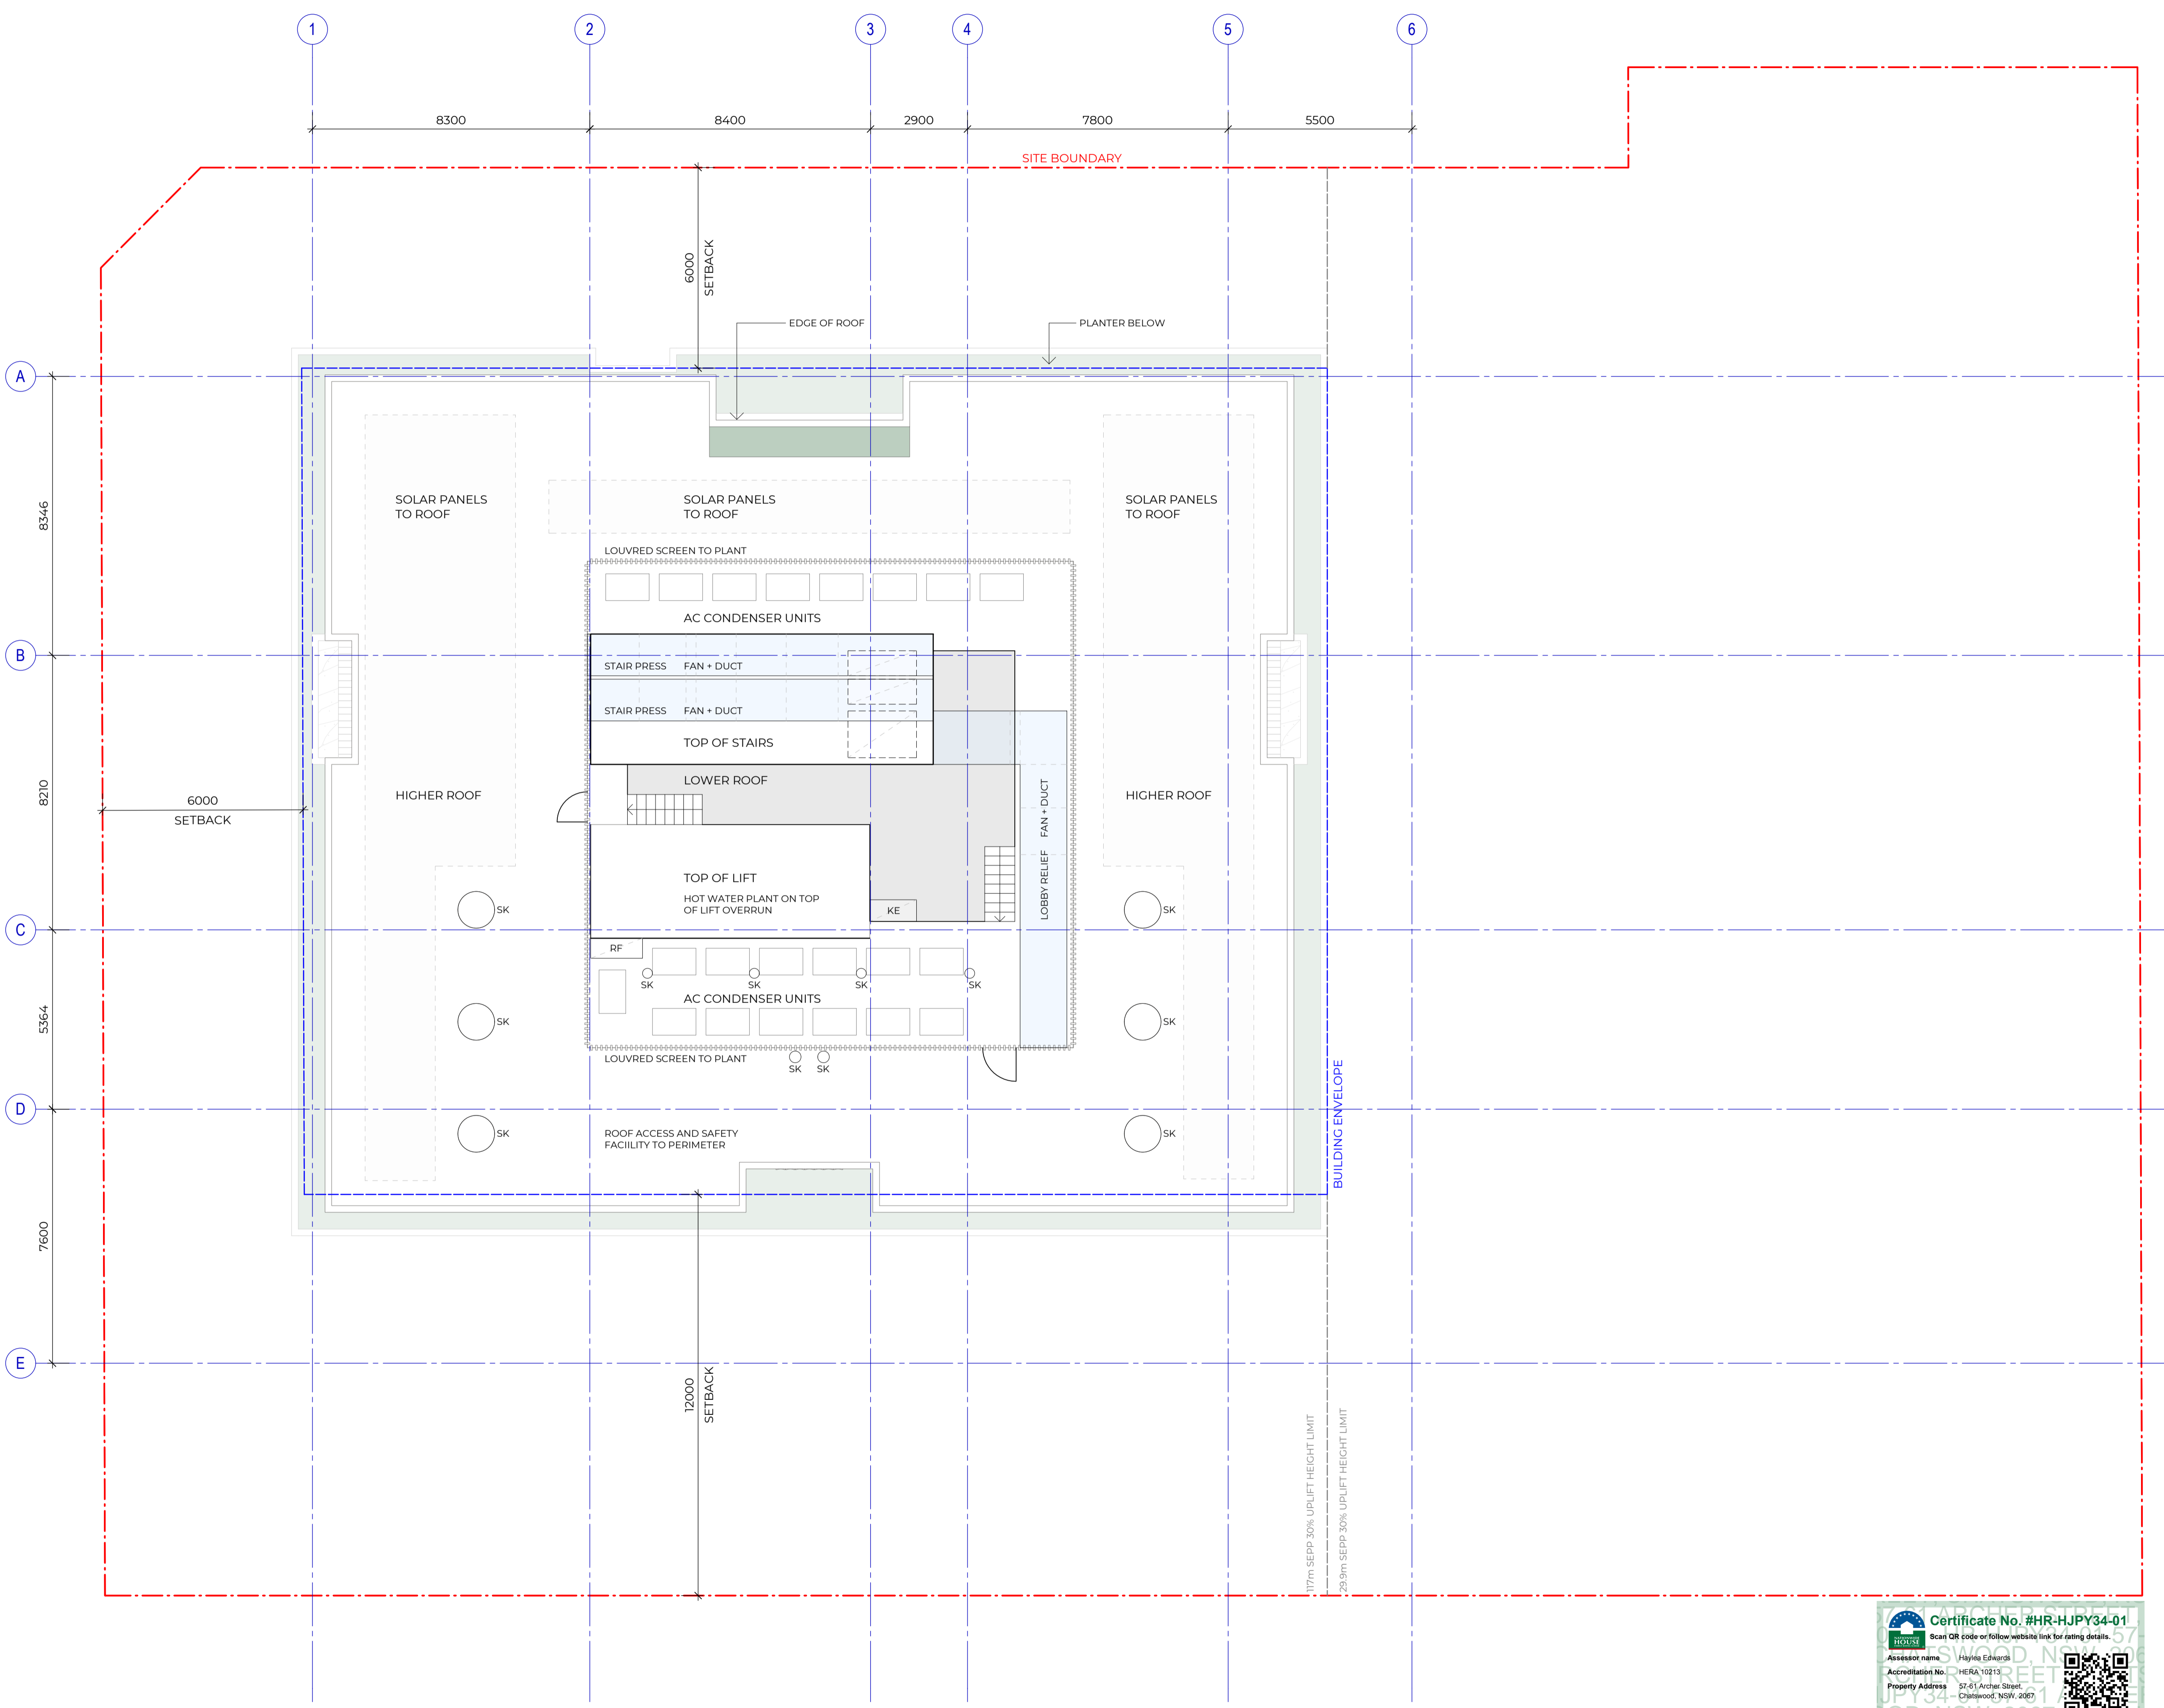 1 2 3 4 5 6
8300 8400 2900 7800 5500
SITE BOUNDARY
6000
SETBACK
EDGE OF ROOF
PLANTER BELOW
A
8346
SOLAR PANELS
TO ROOF
SOLAR PANELS
TO ROOF
SOLAR PANELS
TO ROOF
LOUVRED SCREEN TO PLANT
AC CONDENSER UNITS
B
STAIR PRESS FAN + DUCT
STAIR PRESS FAN + DUCT
TOP OF STAIRS
LOWER ROOF
8210
6000
SETBACK
HIGHER ROOF
HIGHER ROOF
LOBBY RELIEF FAN + DUCT
TOP OF LIFT
HOT WATER PLANT ON TOP
OF LIFT OVERRUN
KE
SK
SK
C
RF
SK SK SK SK
AC CONDENSER UNITS
5364
SK
SK
LOUVRED SCREEN TO PLANT
SK SK
D
BUILDING ENVELOPE
SK
SK
ROOF ACCESS AND SAFETY
FACIILITY TO PERIMETER
7600
E
12000
SETBACK
117m SEPP 30% UPLIFT HEIGHT LIMIT
29.9m SEPP 30% UPLIFT HEIGHT LIMIT
Certificate No. #HR-HJPY34-01
Scan QR code or follow website link for rating details.
HOUSE
Assessor name Haylea Edwards
Accreditation No. HERA 10213
Property Address 57-61 Archer Street,
Chatswood, NSW, 2067